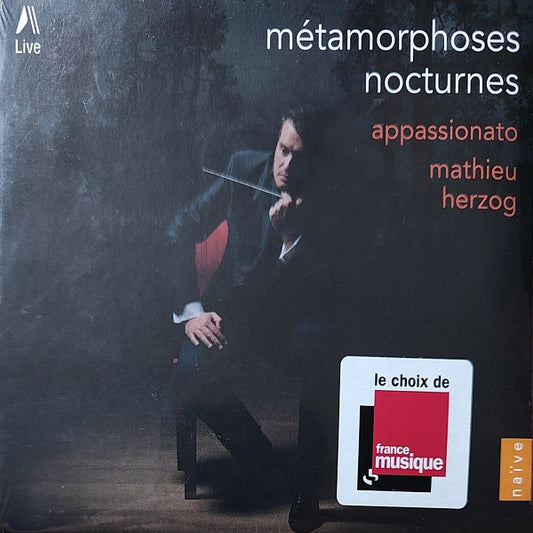 Live
métamorphoses
nocturnes
appassionato
mathieu
herzog
le choix de
france
musique
naïve